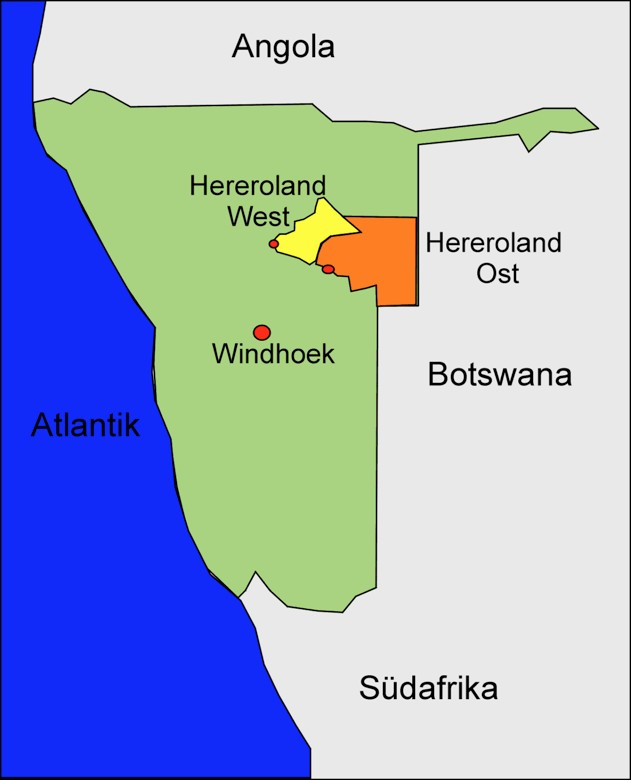 Angola
Hereroland
West
Hereroland
Ost
Windhoek
Botswana
Atlantik
Südafrika